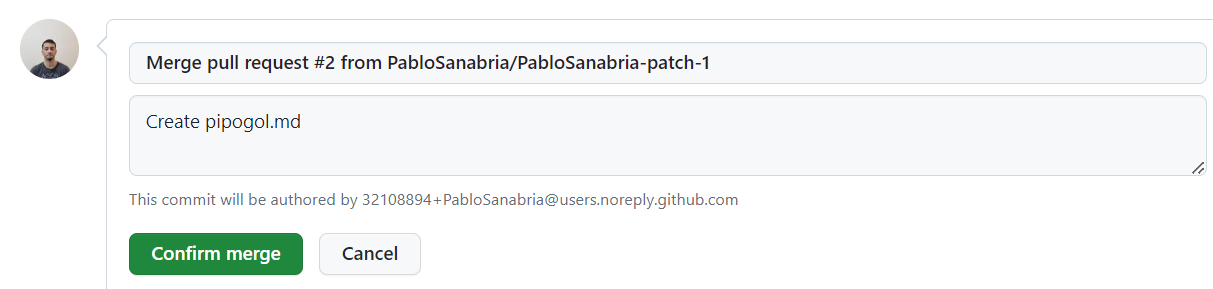 Merge pull request #2 from PabloSanabria/PabloSanabria-patch-1
Create pipogol.md
This commit will be authored by 32108894+PabloSanabria@users.noreply.github.com
Confirm merge
Cancel